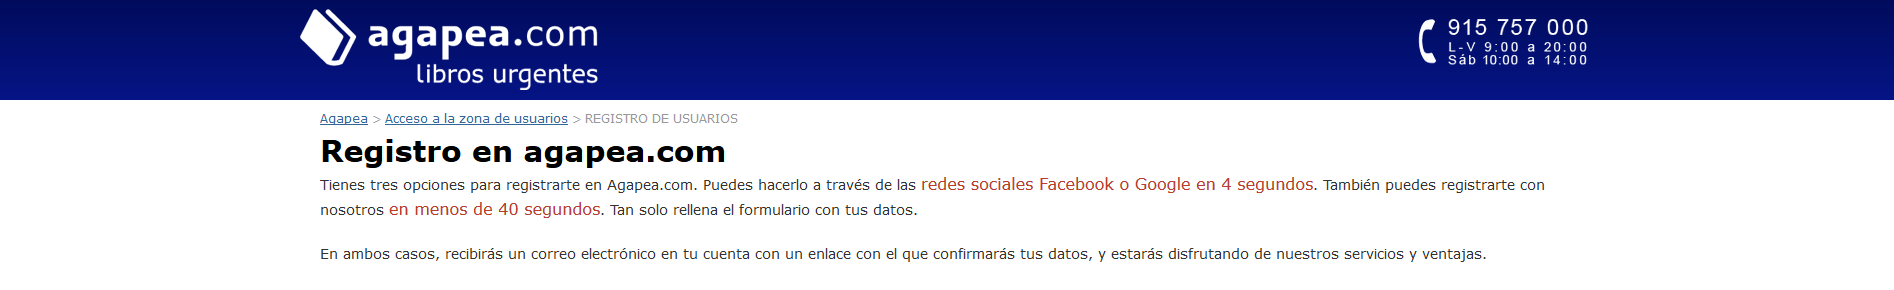 agapea.com
libros urgentes
915 757 000
L-V 9:00 a 20:00
Sáb 10:00 a 14:00
Agapea > Acceso a la zona de usuarios > REGISTRO DE USUARIOS
Registro en agapea.com
Tienes tres opciones para registrarte en Agapea.com. Puedes hacerlo a través de las redes sociales Facebook o Google en 4 segundos. También puedes registrarte con
nosotros en menos de 40 segundos. Tan solo rellena el formulario con tus datos.
En ambos casos, recibirás un correo electrónico en tu cuenta con un enlace con el que confirmarás tus datos, y estarás disfrutando de nuestros servicios y ventajas.